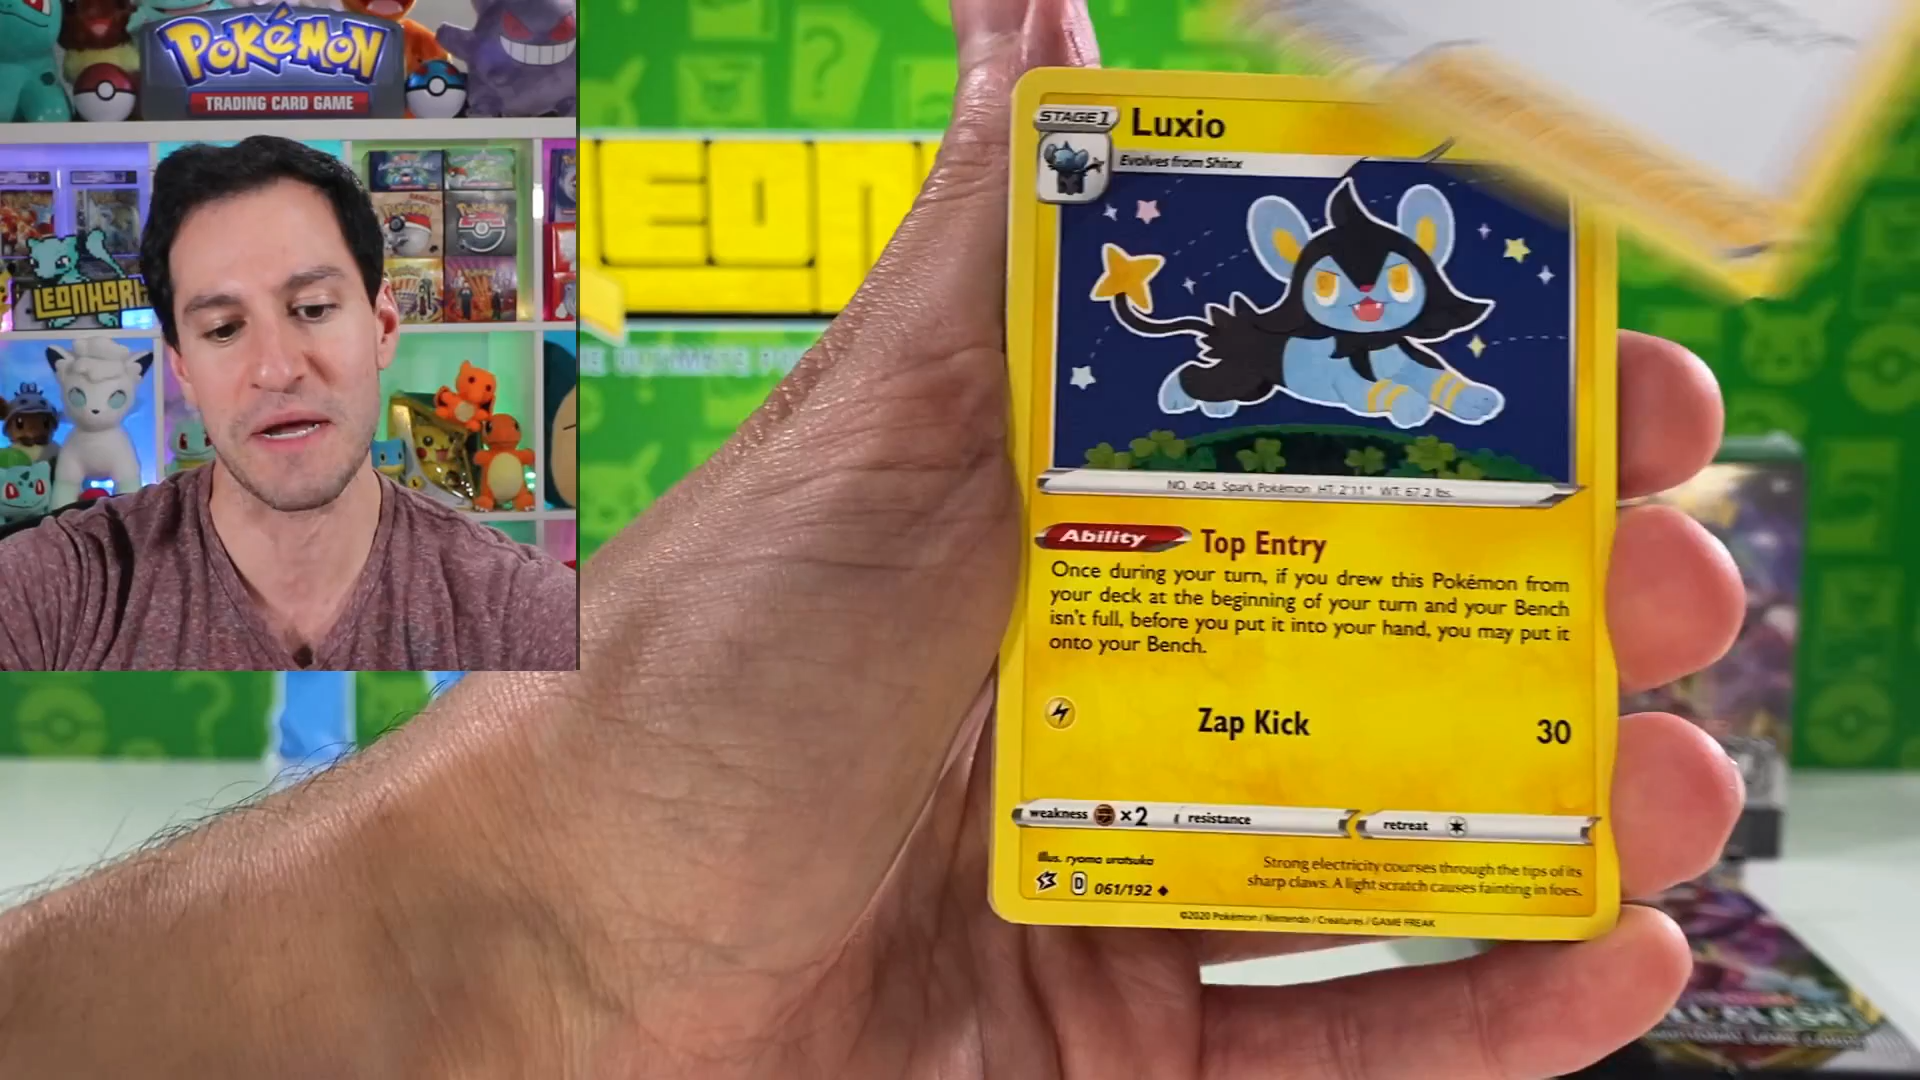 POKéMON
TRADING CARD GAME
LEONHART
EON
THE ULTIMATE
STAGE 1
Luxio
Evolves from Shinx
NO. 404 Spark Pokémon HT. 2'11" WT. 67.2 lbs.
Ability Top Entry
Once during your turn, if you drew this Pokémon from
your deck at the beginning of your turn and your Bench
isn't full, before you put it into your hand, you may put it
onto your Bench.
Zap Kick 30
weakness ×2 resistance retreat
Illus. ryoma uratsuka
D 061/192
Strong electricity courses through the tips of its
sharp claws. A light scratch causes fainting in foes.
©2020 Pokémon / Nintendo / Creatures / GAME FREAK